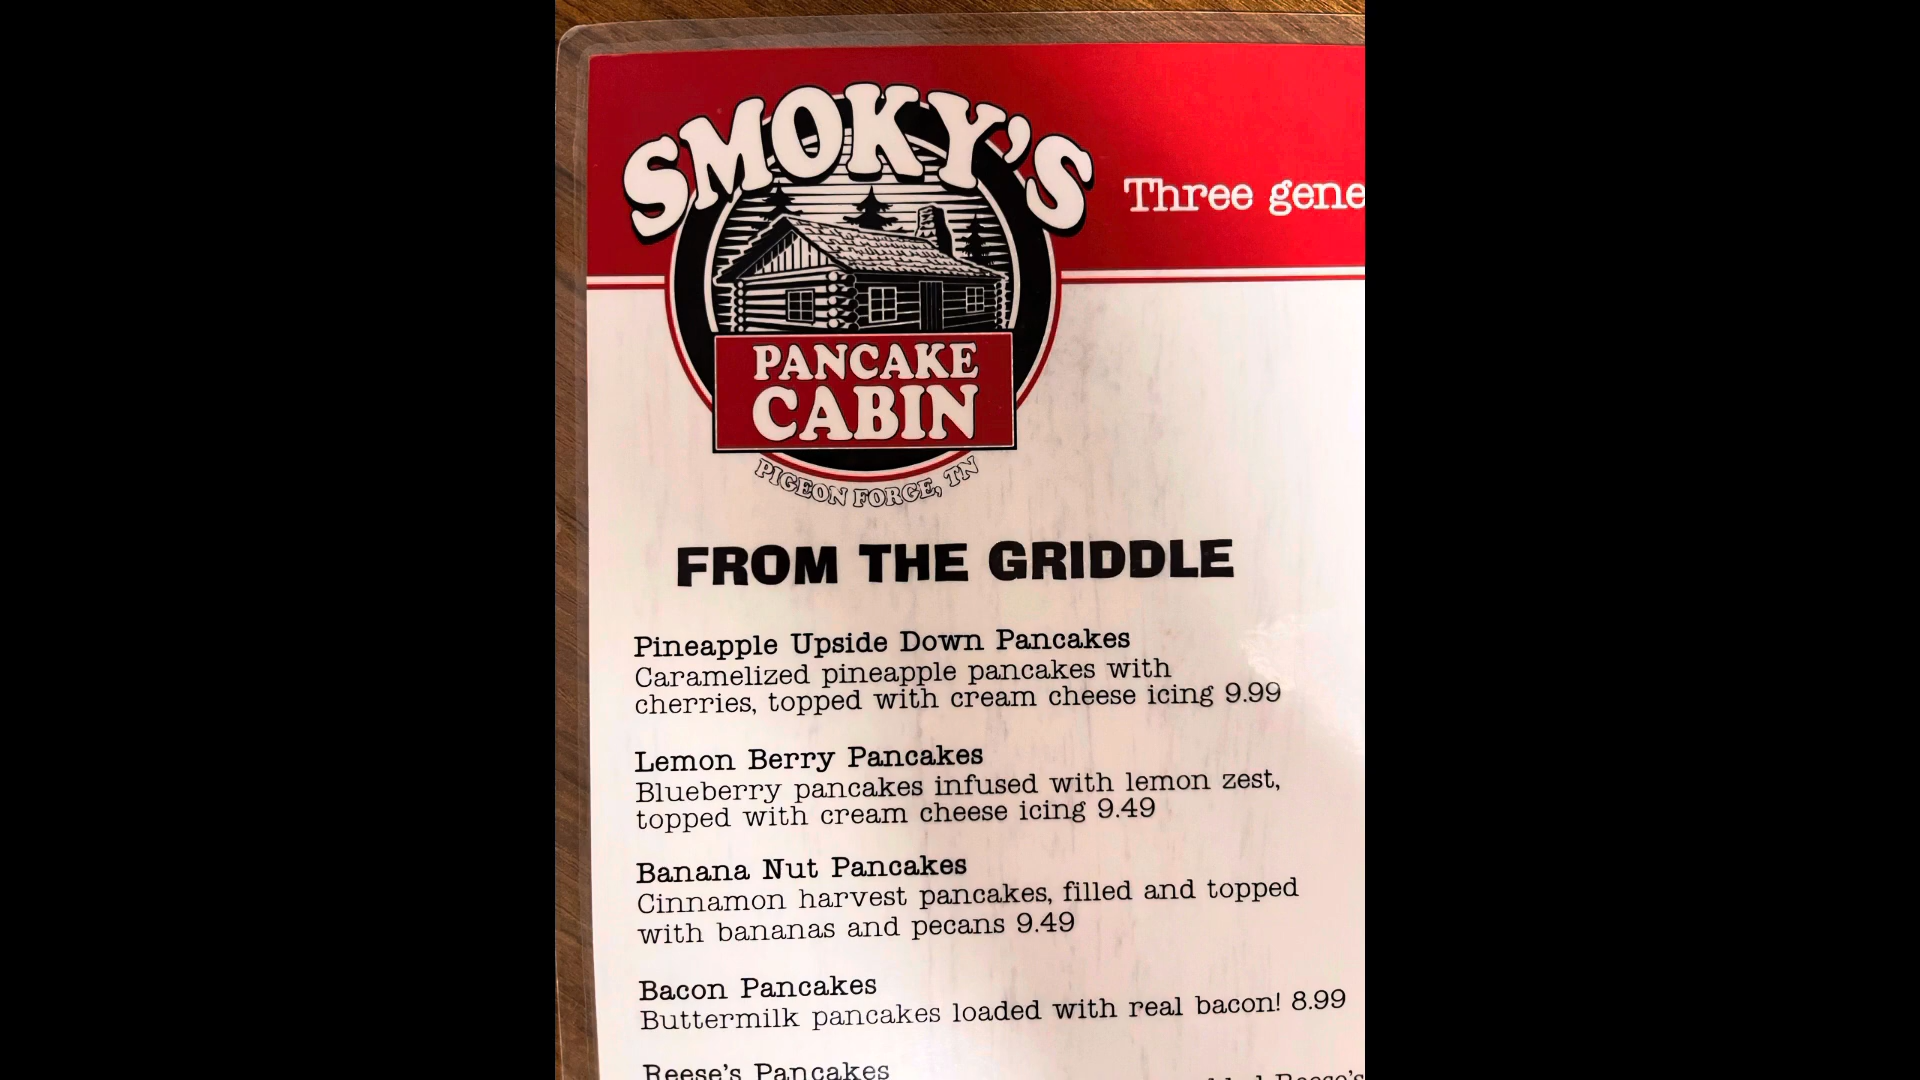 SMOKY'S
Three gene
PANCAKE
CABIN
PIGEON FORGE, TN
FROM THE GRIDDLE
Pineapple Upside Down Pancakes
Caramelized pineapple pancakes with
cherries, topped with cream cheese icing 9.99
Lemon Berry Pancakes
Blueberry pancakes infused with lemon zest,
topped with cream cheese icing 9.49
Banana Nut Pancakes
Cinnamon harvest pancakes, filled and topped
with bananas and pecans 9.49
Bacon Pancakes
Buttermilk pancakes loaded with real bacon! 8.99
Reese's Pancakes
Reese's